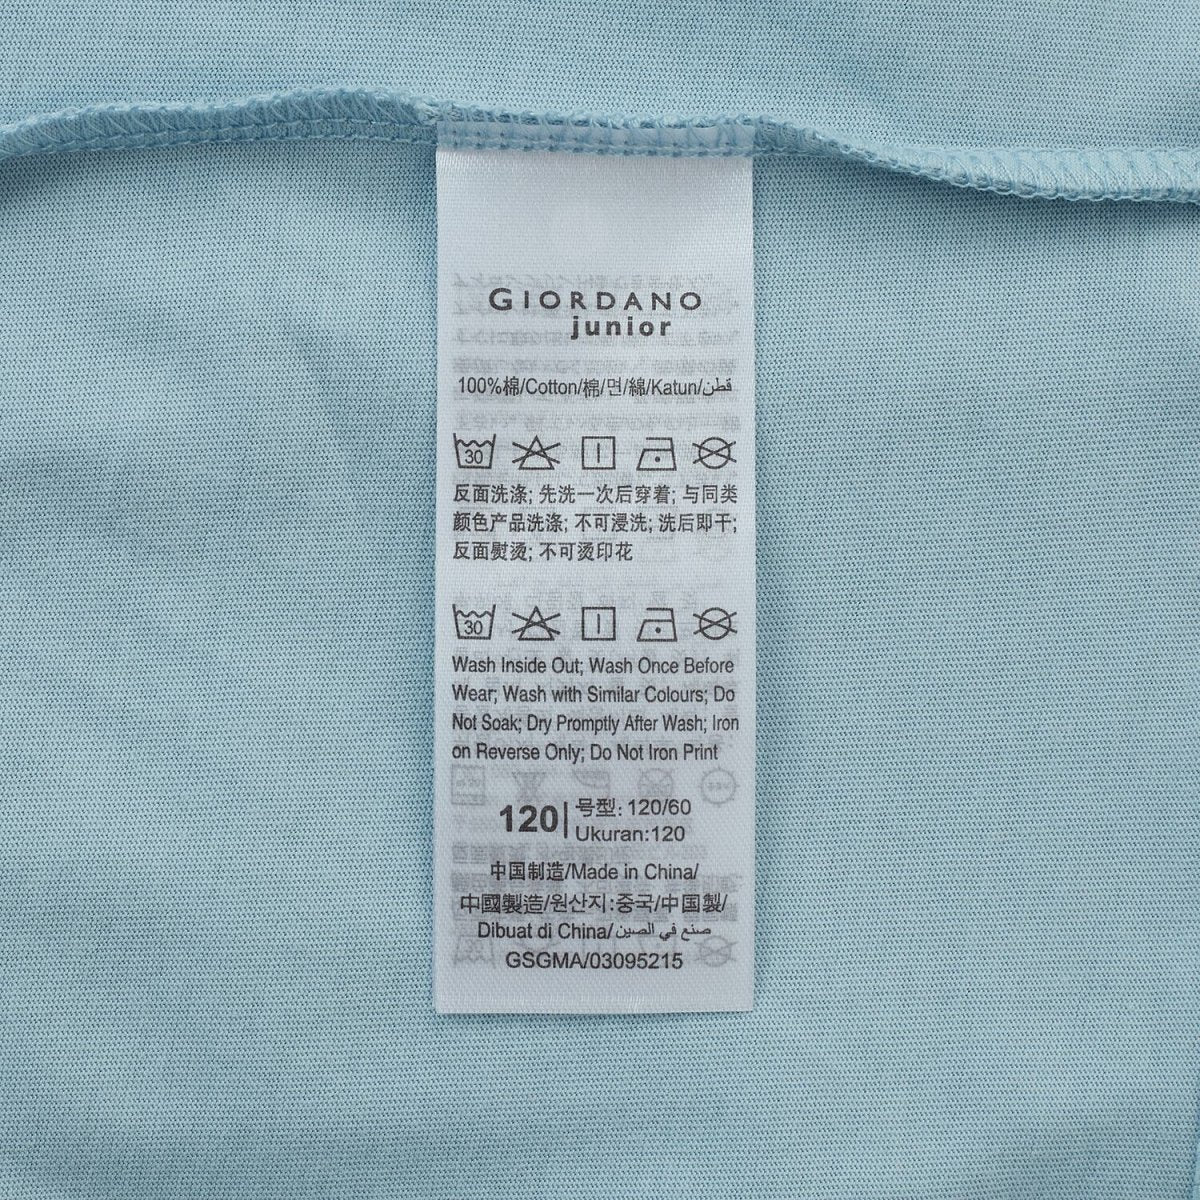 GIORDANO
junior
100%棉/Cotton/棉/면/綿/Katun/قطن
30
反面洗涤; 先洗一次后穿着; 与同类
颜色产品洗涤; 不可浸洗; 洗后即干;
反面熨烫; 不可烫印花
30
Wash Inside Out; Wash Once Before
Wear; Wash with Similar Colours; Do
Not Soak; Dry Promptly After Wash; Iron
on Reverse Only; Do Not Iron Print
120| 号型: 120/60
Ukuran:120
中国制造/Made in China/
中國製造/원산지:중국/中国製/
Dibuat di China/صنع في الصين
GSGMA/03095215